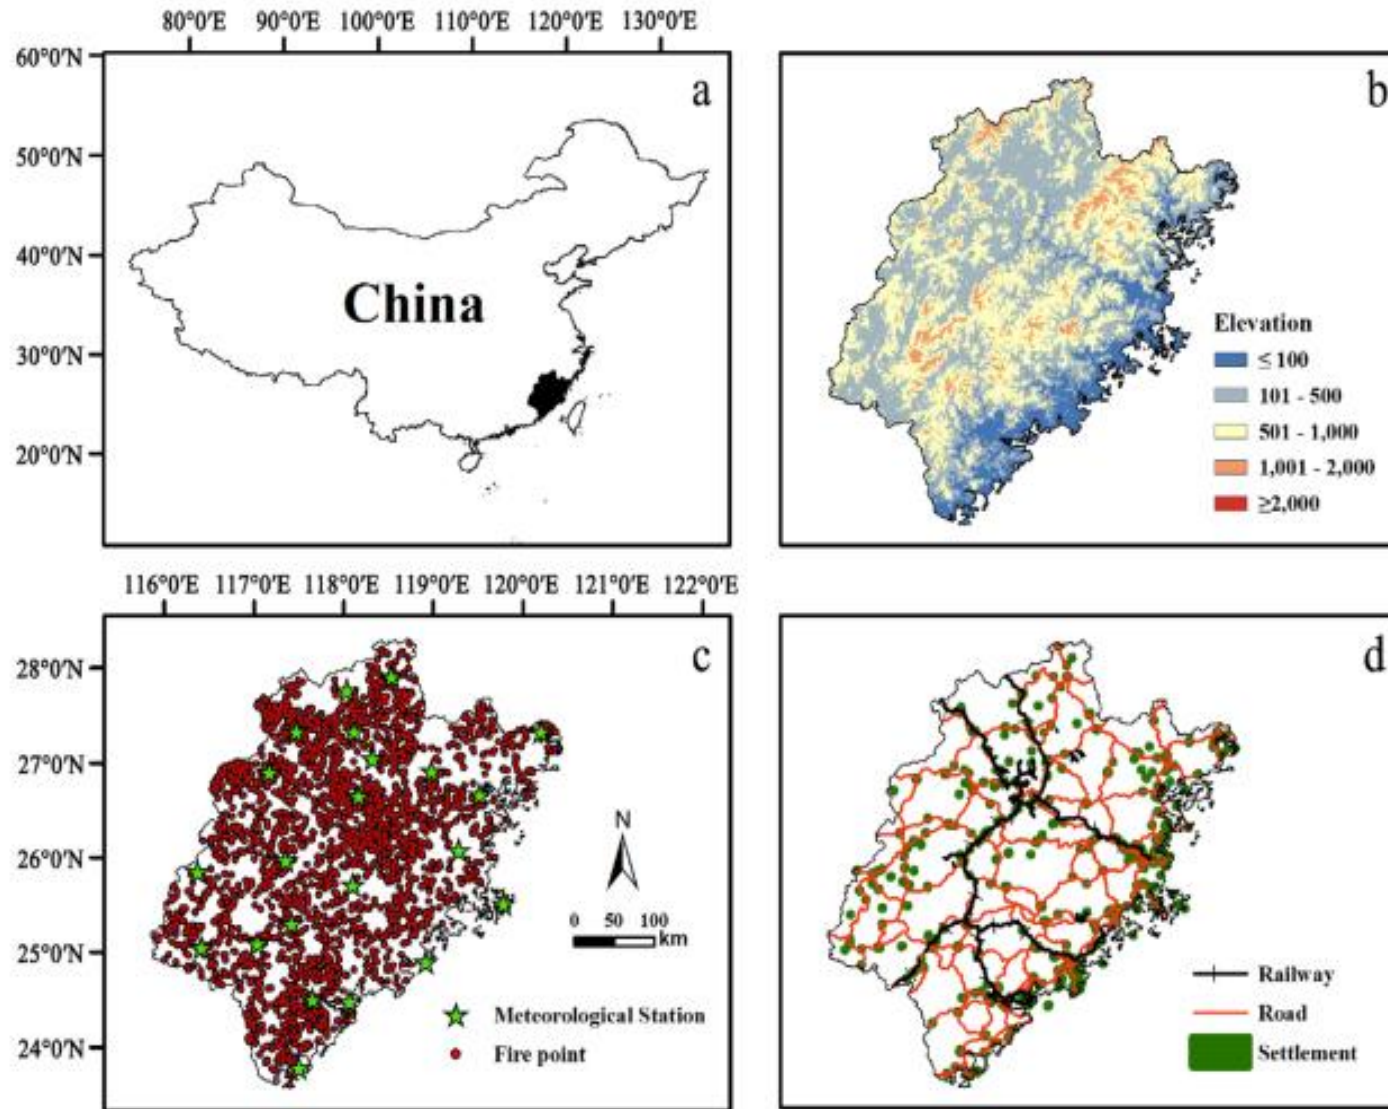 80°0'E 90°0'E 100°0'E 110°0'E 120°0'E 130°0'E
60°0'N
50°0'N
40°0'N
30°0'N
20°0'N
a
China
b
Elevation
≤ 100
101 - 500
501 - 1,000
1,001 - 2,000
≥2,000
116°0'E 117°0'E 118°0'E 119°0'E 120°0'E 121°0'E 122°0'E
28°0'N
27°0'N
26°0'N
25°0'N
24°0'N
c
N
0 50 100
km
Meteorological Station
Fire point
d
Railway
Road
Settlement